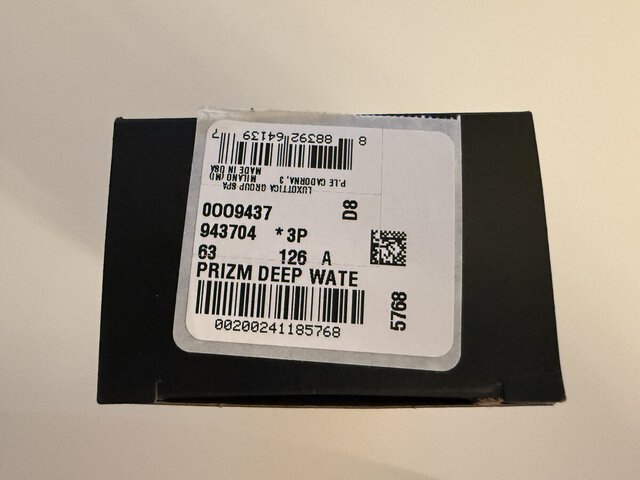 8 88392 64139 7
LUXOTTICA GROUP SPA
P.LE CADORNA, 3 MILANO (MI)
MADE IN USA
0OO9437 D8
943704 *3P
63 126 A
PRIZM DEEP WATE
00200241185768
5768